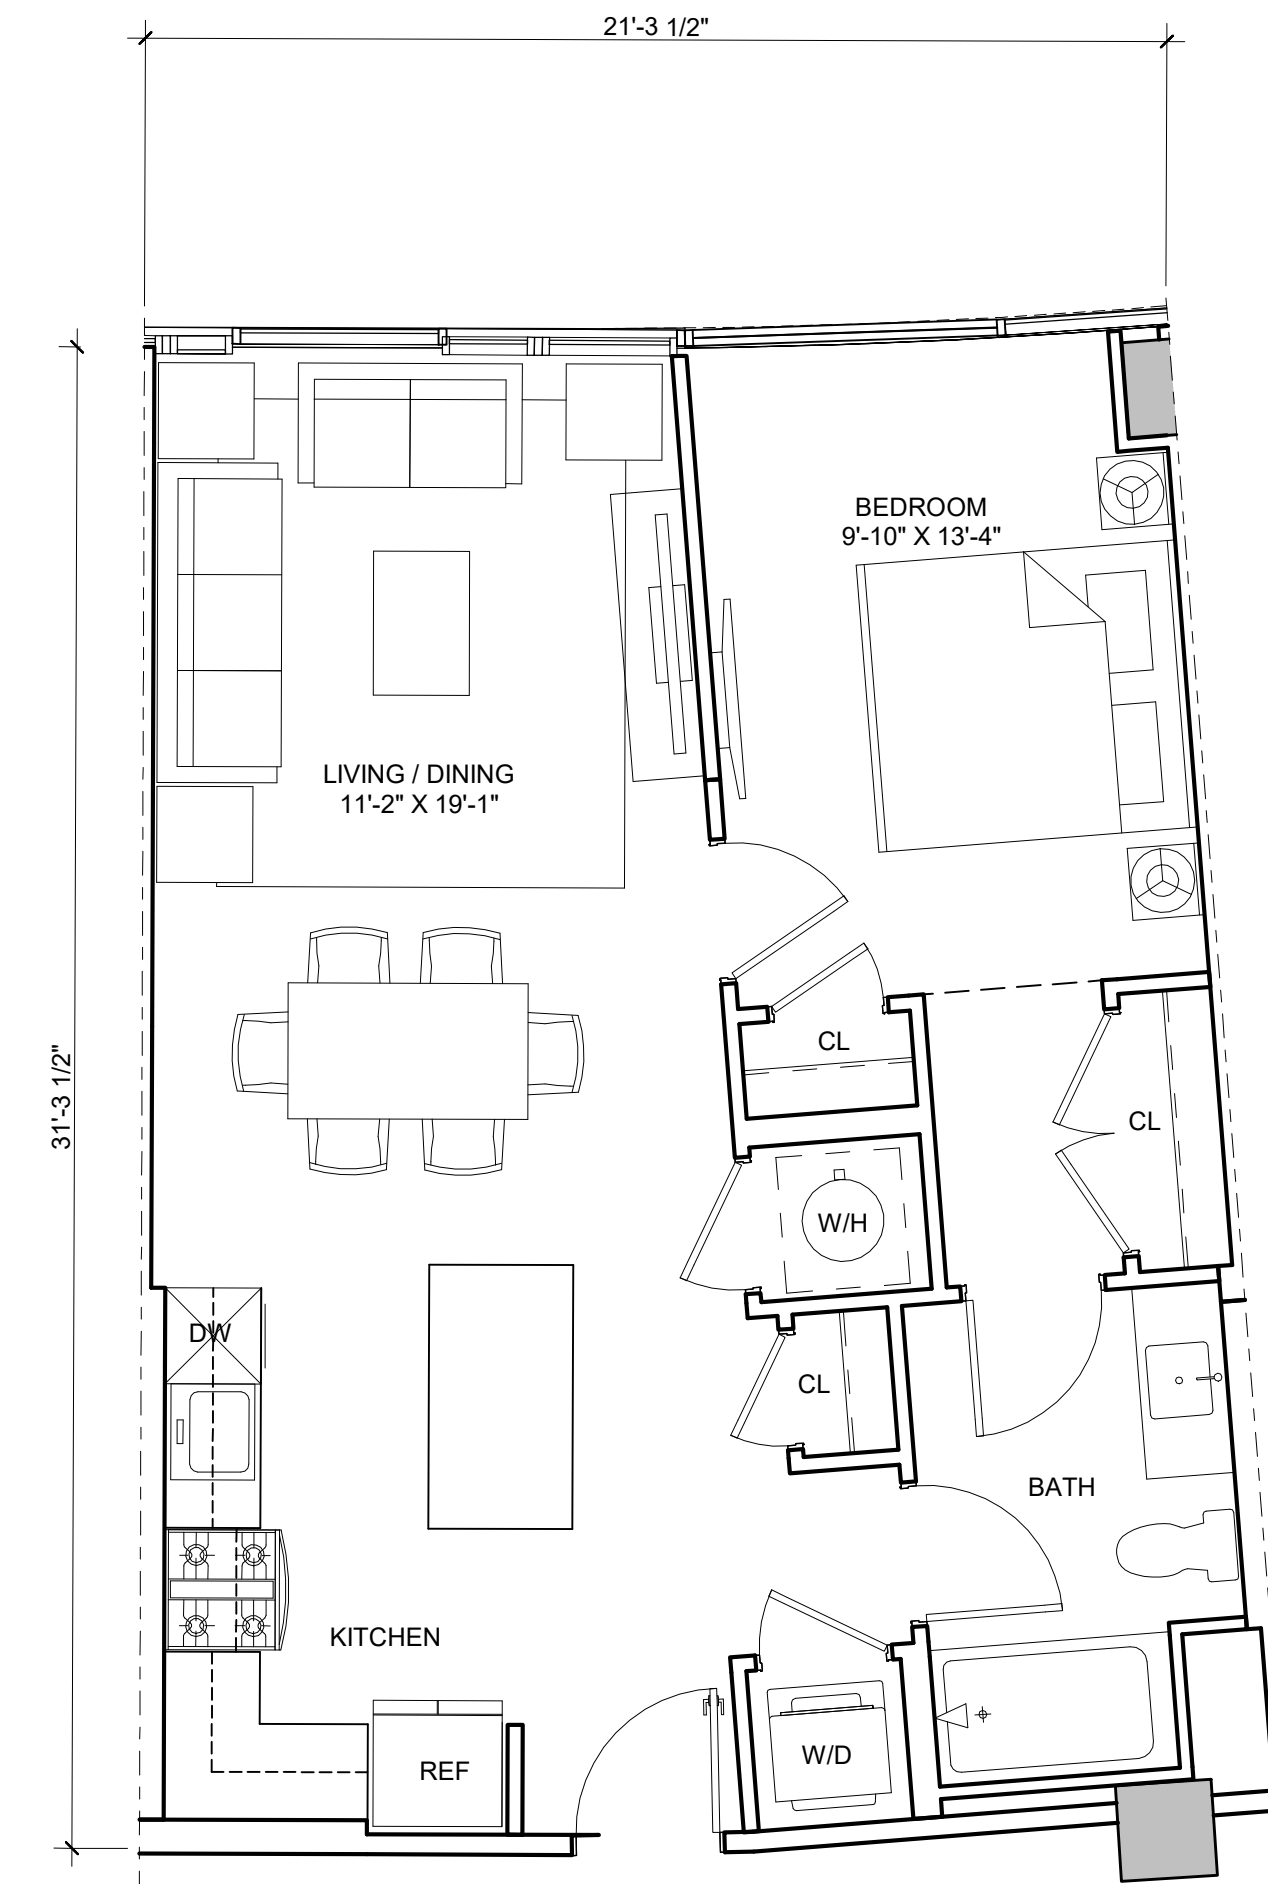 21'-3 1/2"
BEDROOM
9'-10" X 13'-4"
LIVING / DINING
11'-2" X 19'-1"
31'-3 1/2"
CL
CL
W/H
DW
CL
BATH
KITCHEN
W/D
REF